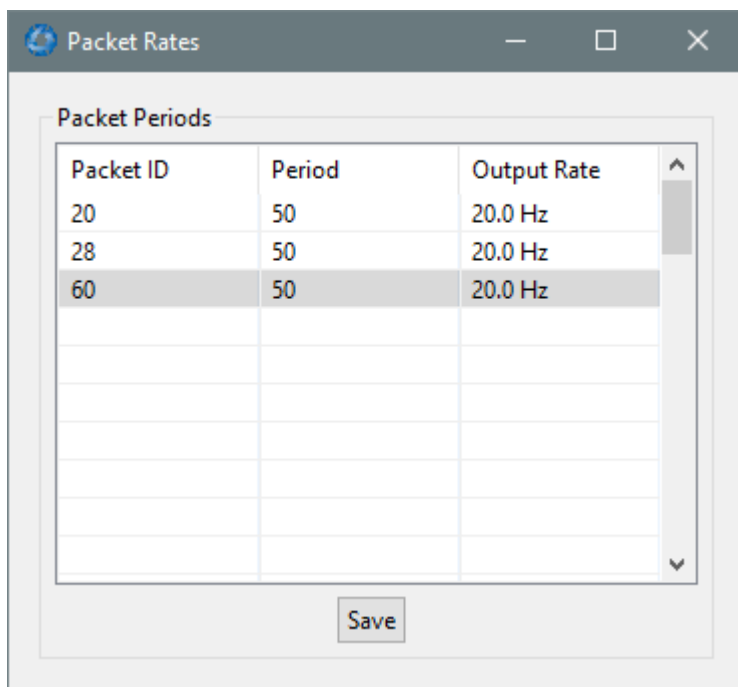 Packet Rates
Packet Periods
Packet ID Period Output Rate
20 50 20.0 Hz
28 50 20.0 Hz
60 50 20.0 Hz
Save